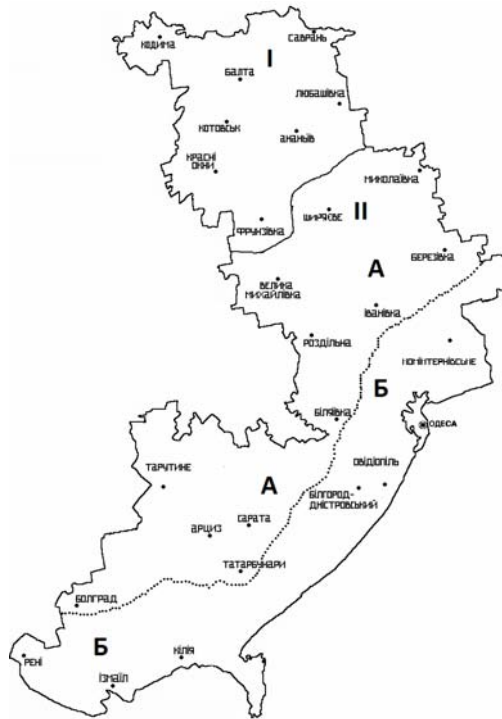 САВРАНЬ
КОДИМА
І
БАЛТА
ЛЮБАШІВКА
КОТОВСЬК
АНАНЬЇВ
КРАСНІ
ОКНИ
МИКОЛАЇВКА
ШИРЯЄВЕ
ІІ
ФРУНЗІВКА
БЕРЕЗІВКА
А
ВЕЛИКА
МИХАЙЛІВКА
ІВАНІВКА
РОЗДІЛЬНА
КОМІНТЕРНІВСЬКЕ
Б
БІЛЯЇВКА
ОДЕСА
ОВІДІОПІЛЬ
ТАРУТИНЕ
А
БІЛГОРОД-
ДНІСТРОВСЬКИЙ
САРАТА
АРЦИЗ
ТАТАРБУНАРИ
БОЛГРАД
Б
КІЛІЯ
РЕНІ
ІЗМАЇЛ